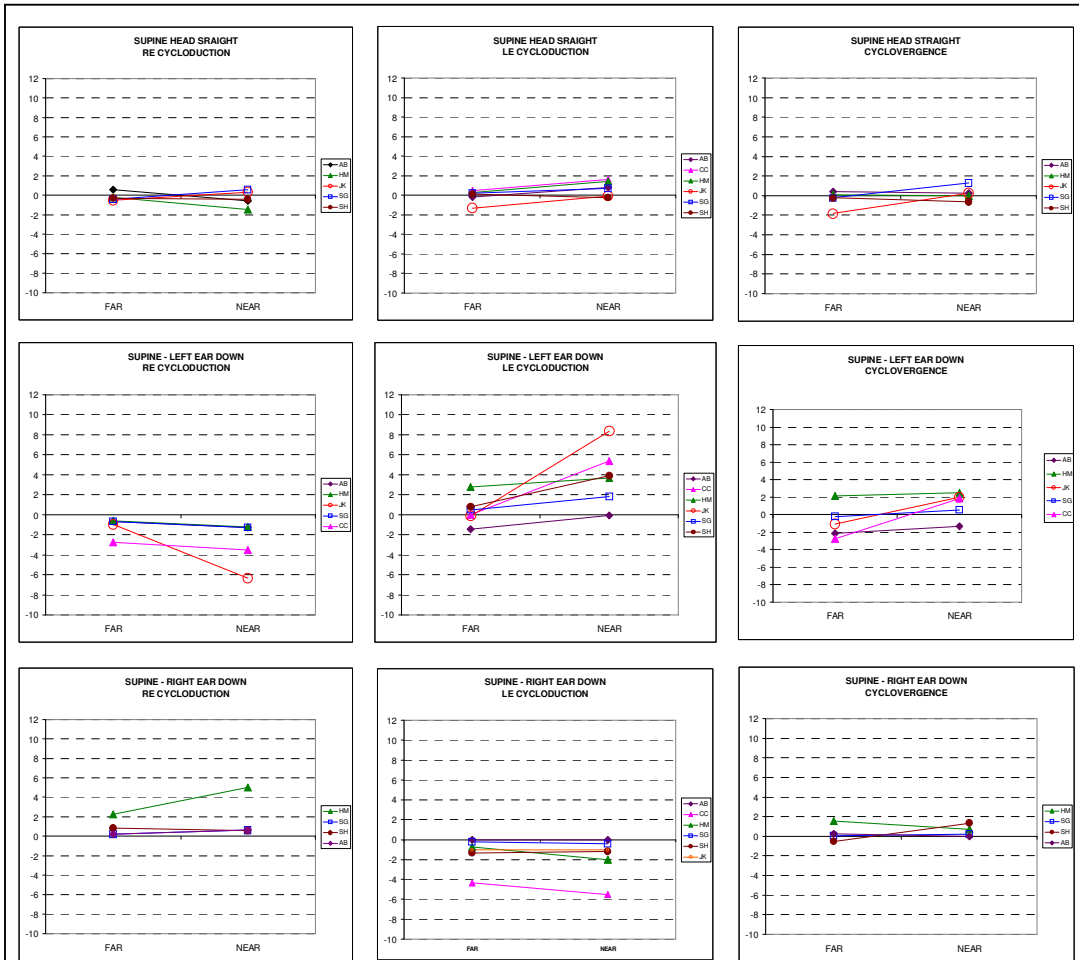 SUPINE HEAD SRAIGHT
RE CYCLODUCTION
12
10
8
6
4
2
0
-2
-4
-6
-8
-10
FAR
NEAR
AB
HM
JK
SG
SH
SUPINE HEAD SRAIGHT
LE CYCLODUCTION
12
10
8
6
4
2
0
-2
-4
-6
-8
-10
FAR
NEAR
AB
CC
HM
JK
SG
SH
SUPINE HEAD STRAIGHT
CYCLOVERGENCE
12
10
8
6
4
2
0
-2
-4
-6
-8
-10
FAR
NEAR
AB
HM
JK
SG
SH
SUPINE - LEFT EAR DOWN
RE CYCLODUCTION
12
10
8
6
4
2
0
-2
-4
-6
-8
-10
FAR
NEAR
AB
HM
JK
SG
CC
SUPINE - LEFT EAR DOWN
LE CYCLODUCTION
12
10
8
6
4
2
0
-2
-4
-6
-8
-10
FAR
NEAR
AB
CC
HM
JK
SG
SH
SUPINE - LEFT EAR DOWN
CYCLOVERGENCE
12
10
8
6
4
2
0
-2
-4
-6
-8
-10
FAR
NEAR
AB
HM
JK
SG
CC
SUPINE - RIGHT EAR DOWN
RE CYCLODUCTION
12
10
8
6
4
2
0
-2
-4
-6
-8
-10
FAR
NEAR
HM
SG
SH
AB
SUPINE - RIGHT EAR DOWN
LE CYCLODUCTION
12
10
8
6
4
2
0
-2
-4
-6
-8
-10
FAR
NEAR
AB
CC
HM
SG
SH
JK
SUPINE - RIGHT EAR DOWN
CYCLOVERGENCE
12
10
8
6
4
2
0
-2
-4
-6
-8
-10
FAR
NEAR
HM
SG
SH
AB